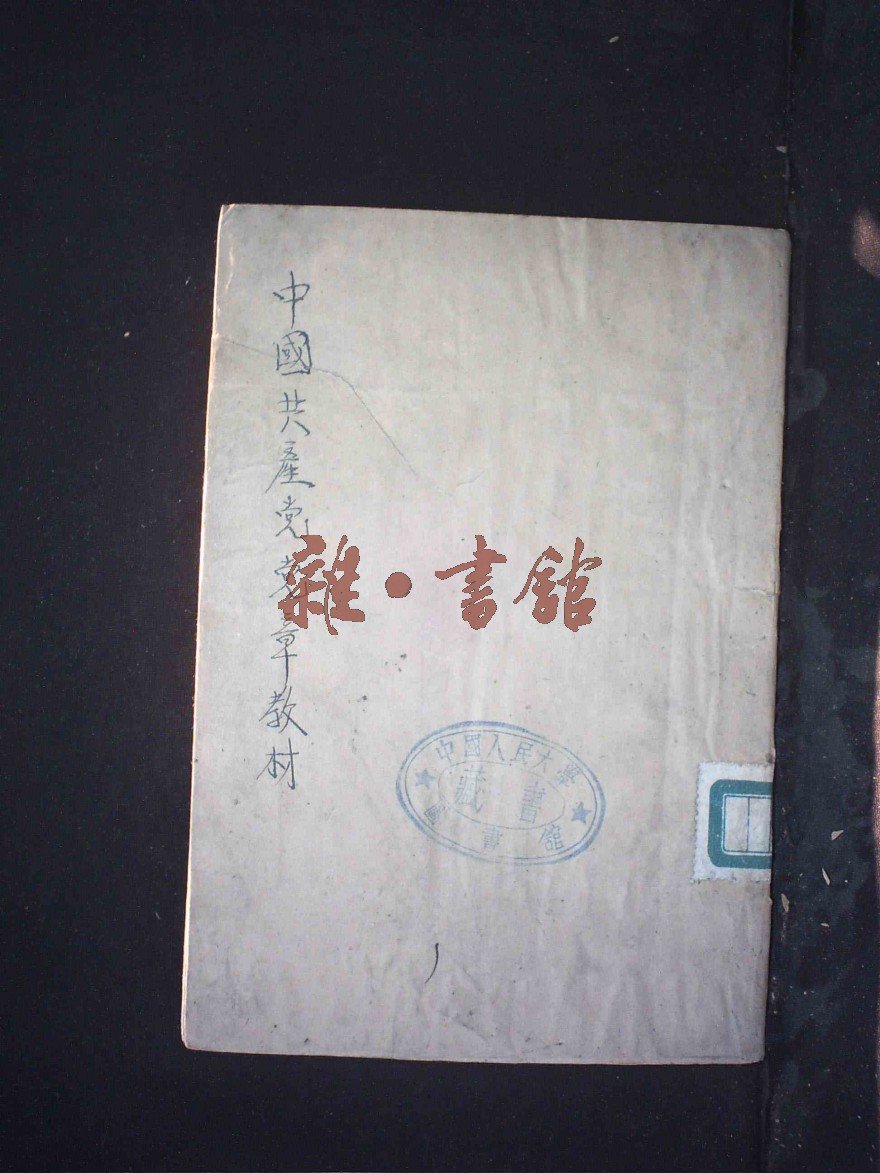 中國共產党党章教材
雜·書館
中國人民大學
藏書
圖書館